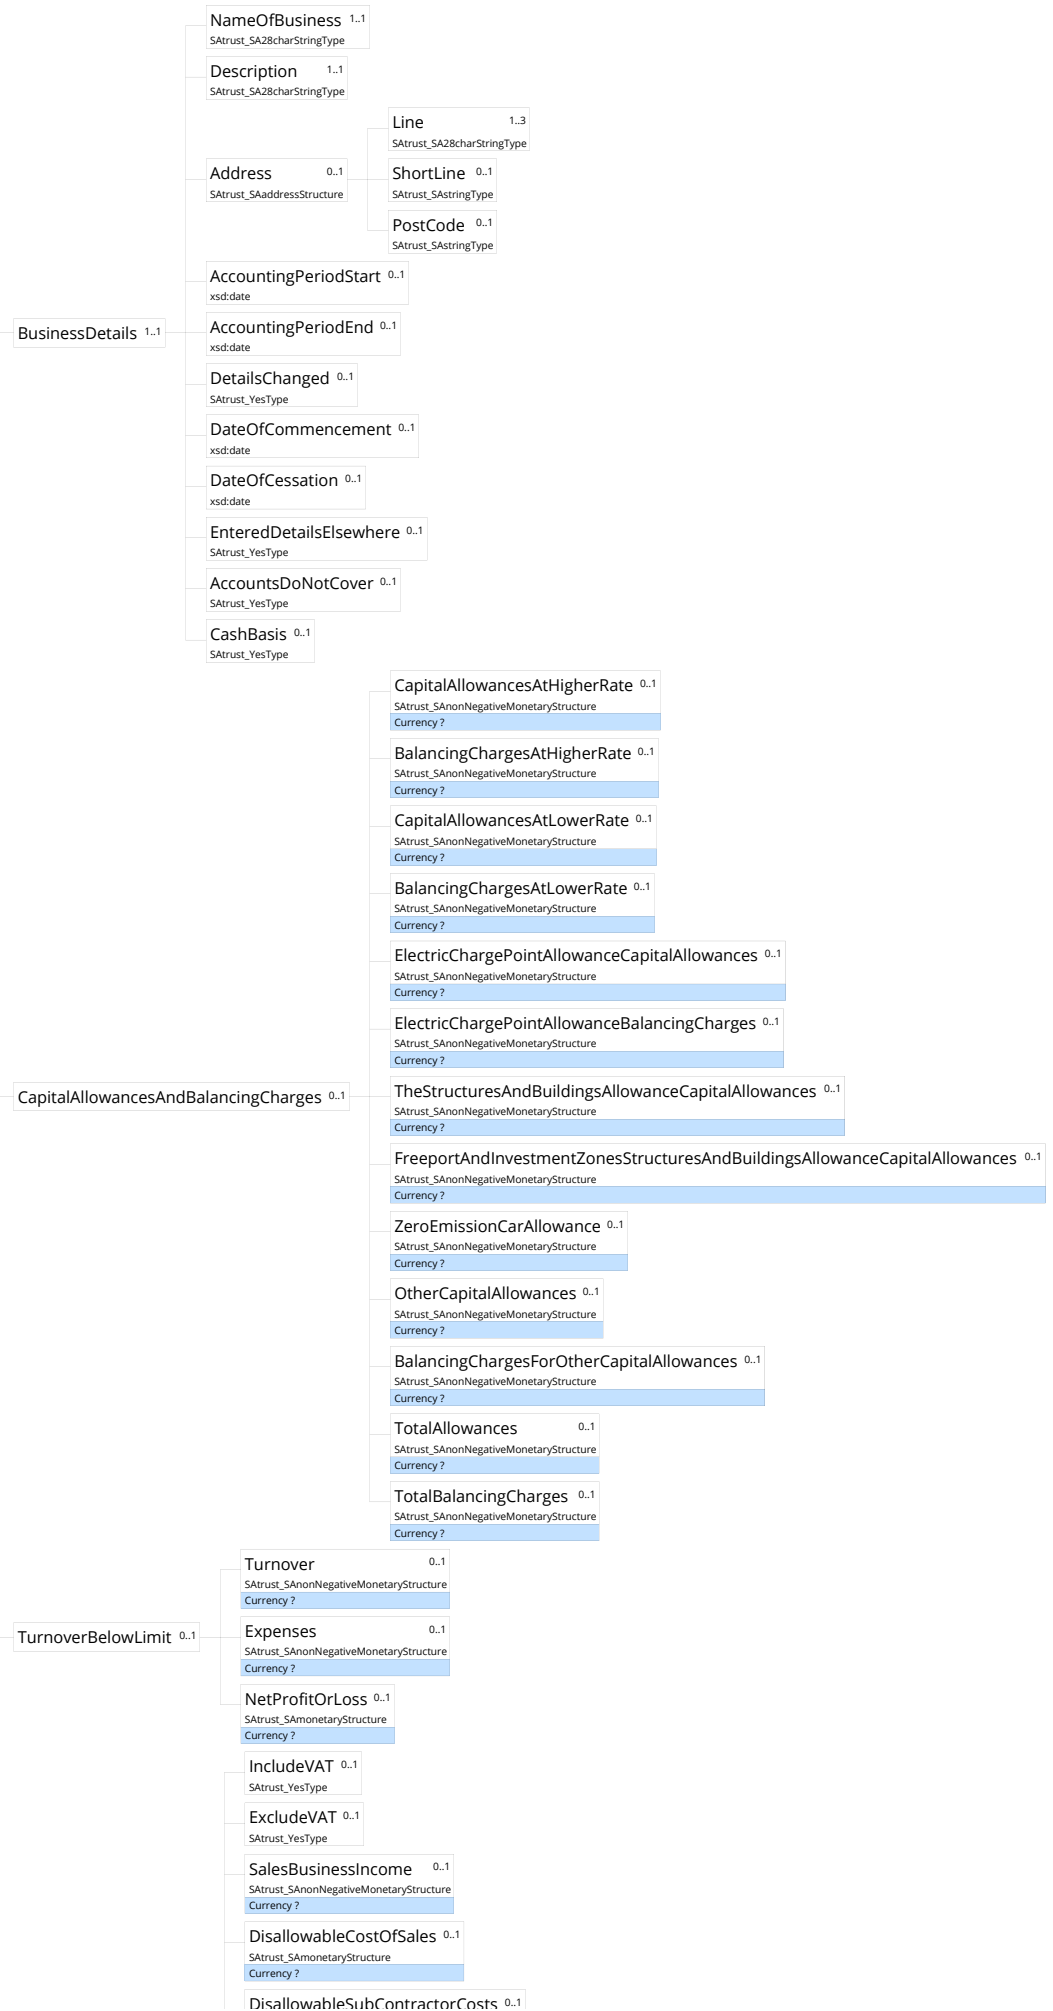 NameOfBusiness 1..1
SAtrust_SA28charStringType
Description 1..1
SAtrust_SA28charStringType
Line 1..3
SAtrust_SA28charStringType
Address 0..1
SAtrust_SAaddressStructure
ShortLine 0..1
SAtrust_SAstringType
PostCode 0..1
SAtrust_SAstringType
AccountingPeriodStart 0..1
xsd:date
BusinessDetails 1..1
AccountingPeriodEnd 0..1
xsd:date
DetailsChanged 0..1
SAtrust_YesType
DateOfCommencement 0..1
xsd:date
DateOfCessation 0..1
xsd:date
EnteredDetailsElsewhere 0..1
SAtrust_YesType
AccountsDoNotCover 0..1
SAtrust_YesType
CashBasis 0..1
SAtrust_YesType
CapitalAllowancesAtHigherRate 0..1
SAtrust_SAnonNegativeMonetaryStructure
Currency ?
BalancingChargesAtHigherRate 0..1
SAtrust_SAnonNegativeMonetaryStructure
Currency ?
CapitalAllowancesAtLowerRate 0..1
SAtrust_SAnonNegativeMonetaryStructure
Currency ?
BalancingChargesAtLowerRate 0..1
SAtrust_SAnonNegativeMonetaryStructure
Currency ?
ElectricChargePointAllowanceCapitalAllowances 0..1
SAtrust_SAnonNegativeMonetaryStructure
Currency ?
ElectricChargePointAllowanceBalancingCharges 0..1
SAtrust_SAnonNegativeMonetaryStructure
Currency ?
CapitalAllowancesAndBalancingCharges 0..1
TheStructuresAndBuildingsAllowanceCapitalAllowances 0..1
SAtrust_SAnonNegativeMonetaryStructure
Currency ?
FreeportAndInvestmentZonesStructuresAndBuildingsAllowanceCapitalAllowances 0..1
SAtrust_SAnonNegativeMonetaryStructure
Currency ?
ZeroEmissionCarAllowance 0..1
SAtrust_SAnonNegativeMonetaryStructure
Currency ?
OtherCapitalAllowances 0..1
SAtrust_SAnonNegativeMonetaryStructure
Currency ?
BalancingChargesForOtherCapitalAllowances 0..1
SAtrust_SAnonNegativeMonetaryStructure
Currency ?
TotalAllowances 0..1
SAtrust_SAnonNegativeMonetaryStructure
Currency ?
TotalBalancingCharges 0..1
SAtrust_SAnonNegativeMonetaryStructure
Currency ?
Turnover 0..1
SAtrust_SAnonNegativeMonetaryStructure
Currency ?
TurnoverBelowLimit 0..1
Expenses 0..1
SAtrust_SAnonNegativeMonetaryStructure
Currency ?
NetProfitOrLoss 0..1
SAtrust_SAmonetaryStructure
Currency ?
IncludeVAT 0..1
SAtrust_YesType
ExcludeVAT 0..1
SAtrust_YesType
SalesBusinessIncome 0..1
SAtrust_SAnonNegativeMonetaryStructure
Currency ?
DisallowableCostOfSales 0..1
SAtrust_SAmonetaryStructure
Currency ?
DisallowableSubContractorCosts 0..1